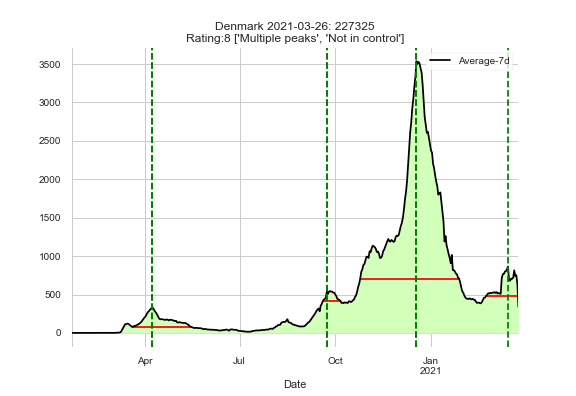 Denmark 2021-03-26: 227325
Rating:8 ['Multiple peaks', 'Not in control']
Average-7d
3500
3000
2500
2000
1500
1000
500
0
Apr
Jul
Oct
Jan
2021
Date